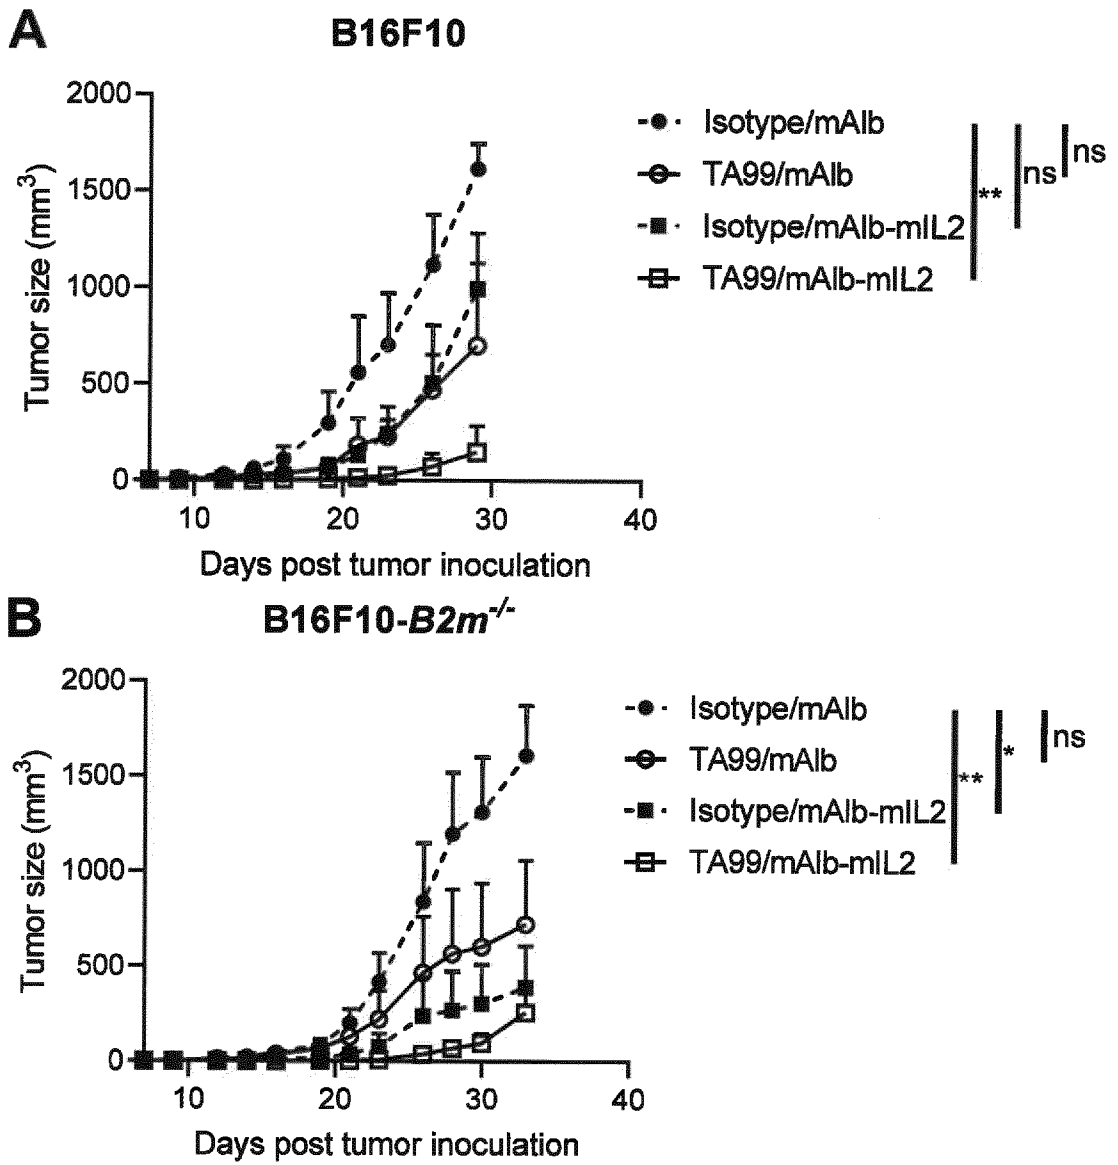 A
B16F10
2000
1500
1000
500
0
Tumor size (mm³)
10 20 30 40
Days post tumor inoculation
Isotype/mAlb
TA99/mAlb
Isotype/mAlb-mIL2
TA99/mAlb-mIL2
** ns ns
B
B16F10-B2m-/-
2000
1500
1000
500
0
Tumor size (mm³)
10 20 30 40
Days post tumor inoculation
Isotype/mAlb
TA99/mAlb
Isotype/mAlb-mIL2
TA99/mAlb-mIL2
** * ns